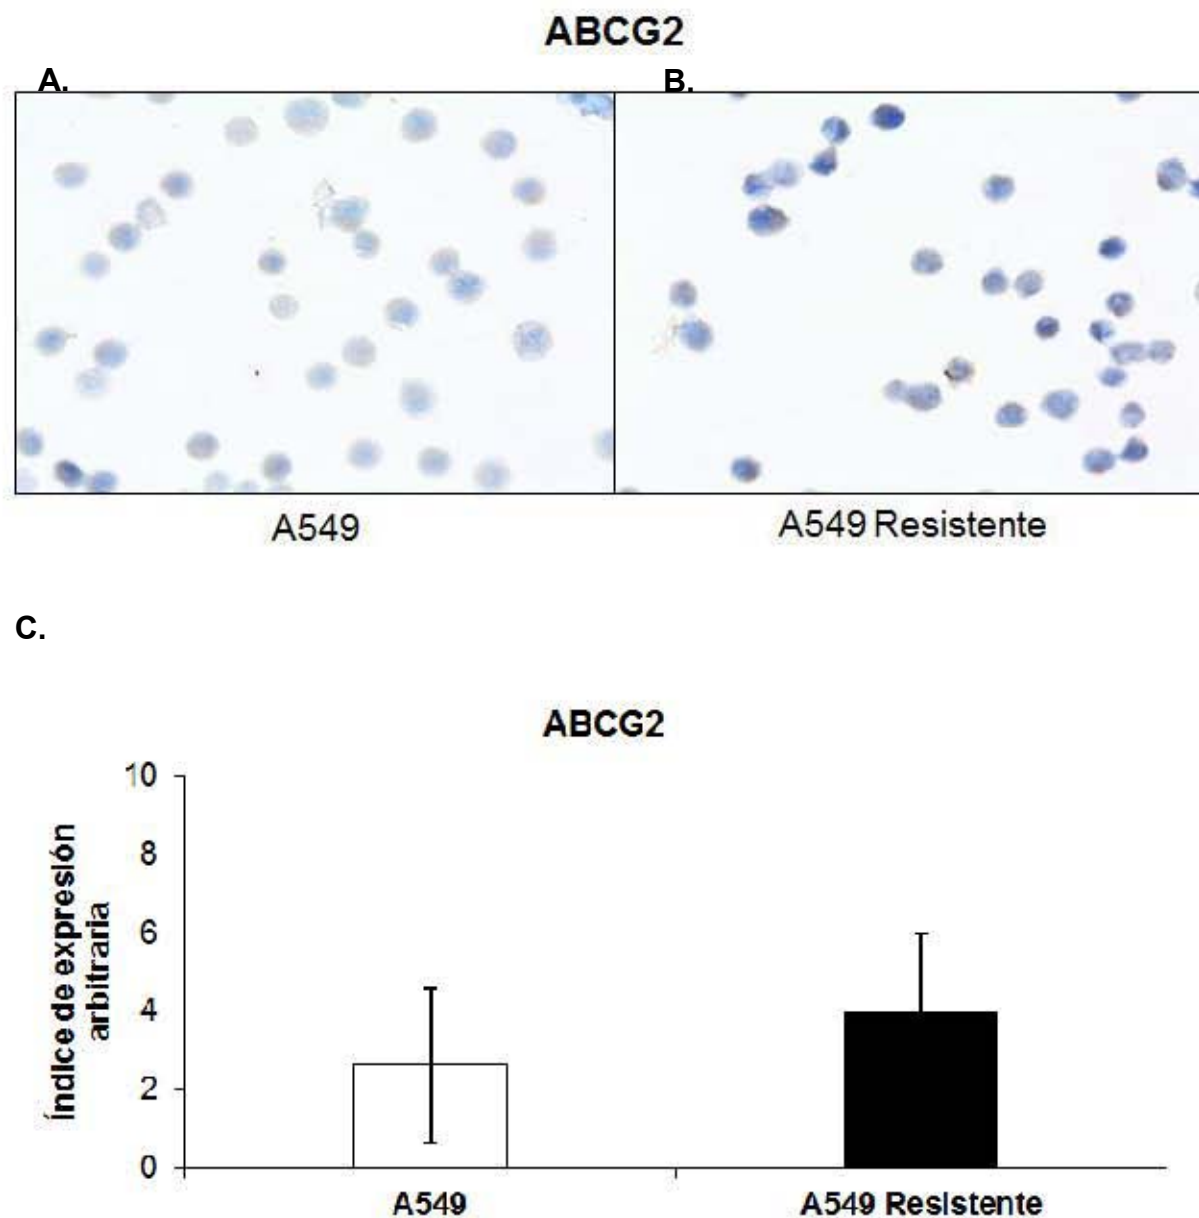 ABCG2
A.
B.
A549
A549 Resistente
C.
ABCG2
10
8
6
4
2
0
Índice de expresión
arbitraria
A549
A549 Resistente